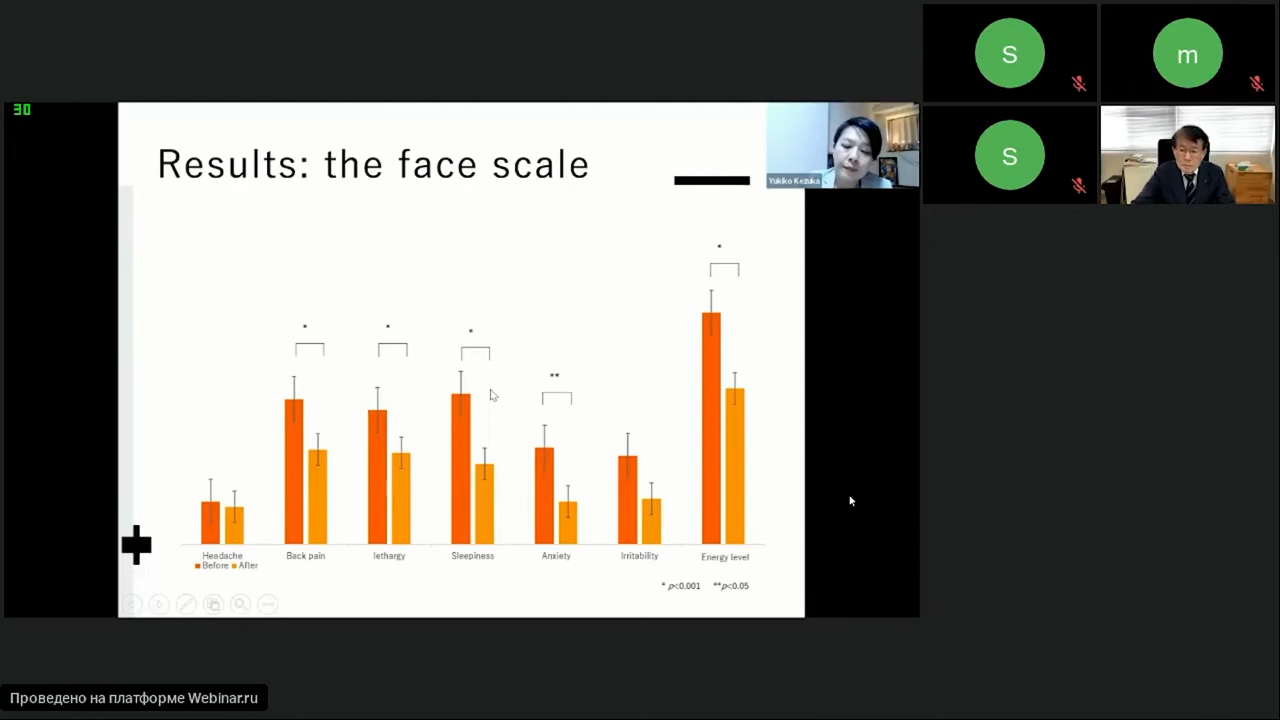 30
Results: the face scale
Yukiko Kezuka
S
m
S
*
*
*
*
**
Headache
Back pain
lethargy
Sleepiness
Anxiety
Irritability
Energy level
Before
After
* p<0.001
**p<0.05
Проведено на платформе Webinar.ru